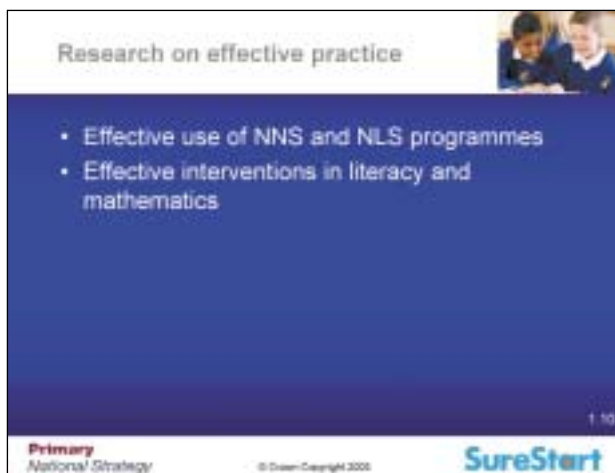 Research on effective practice
• Effective use of NNS and NLS programmes
• Effective interventions in literacy and
mathematics
1.10
Primary
National Strategy
© Crown Copyright 2005
SureStart